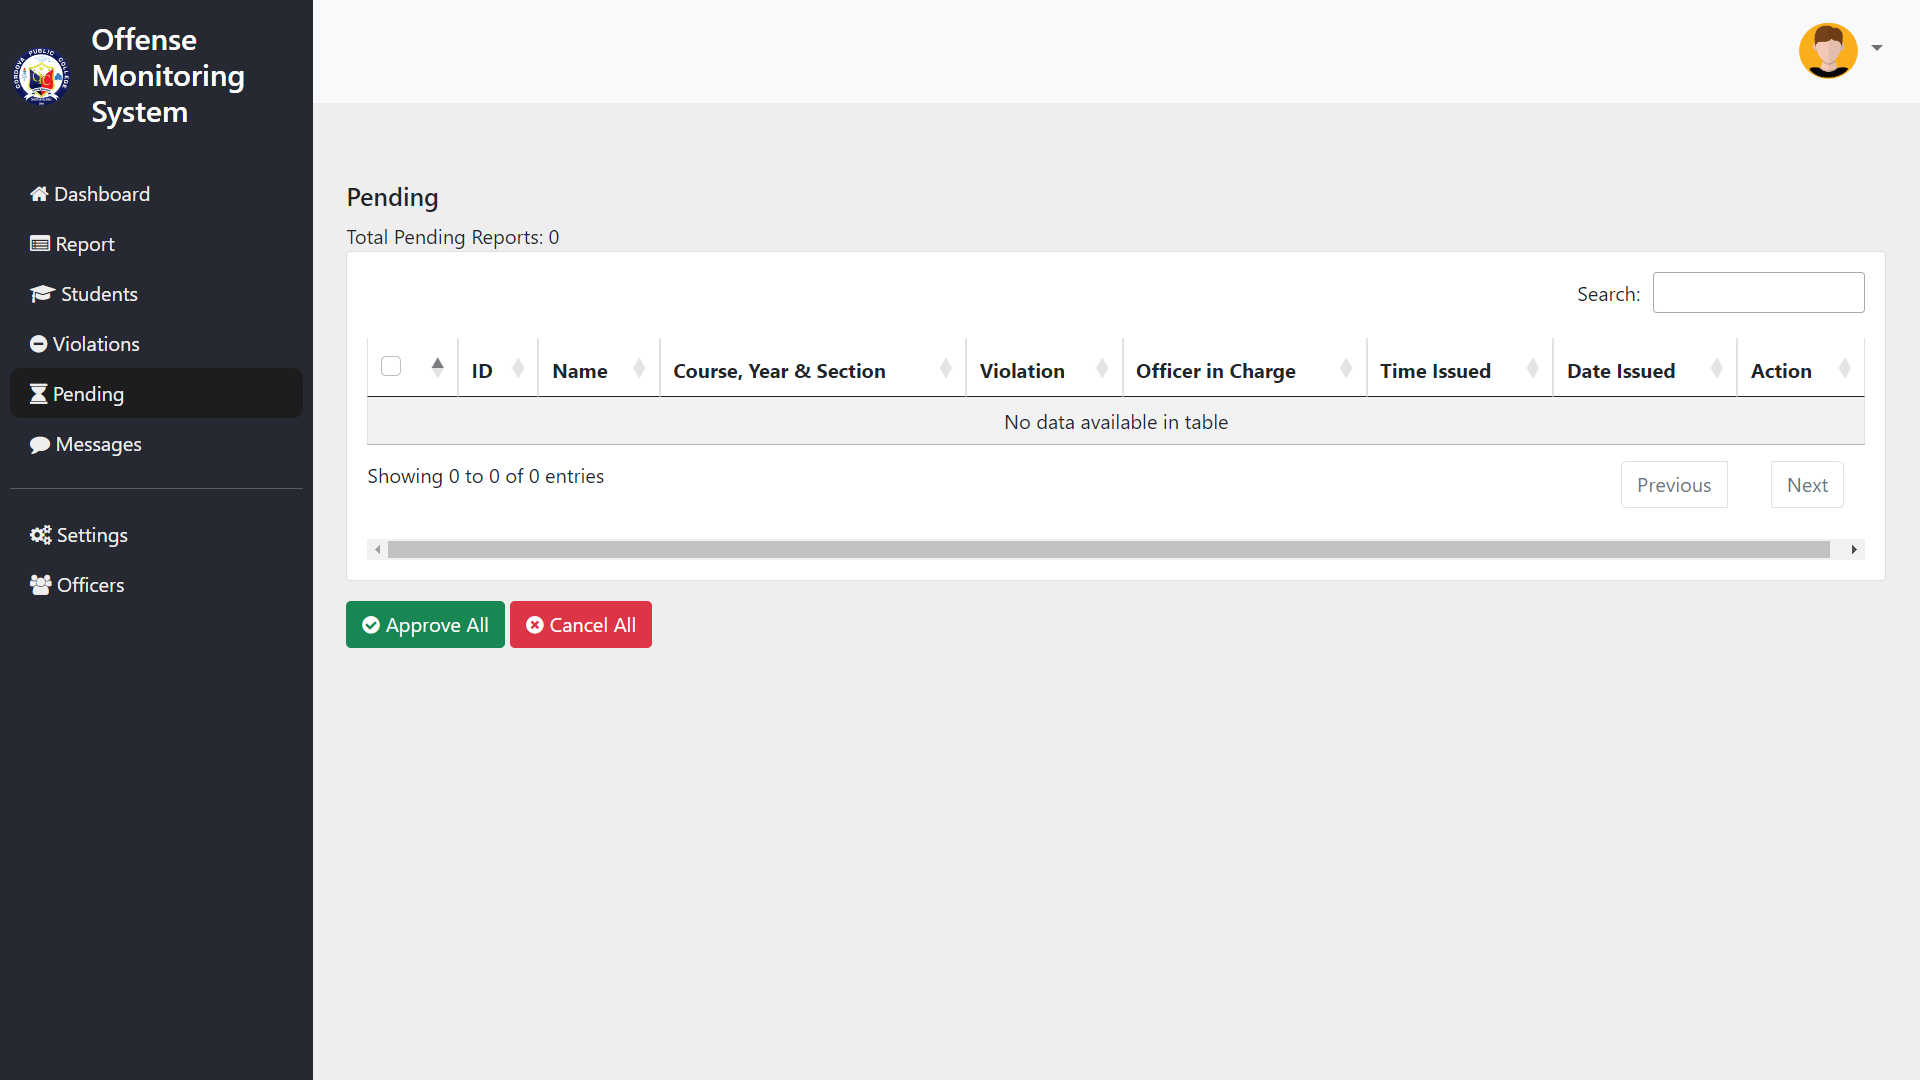 Offense
Monitoring
System
Dashboard
Report
Students
Violations
Pending
Messages
Settings
Officers
Pending
Total Pending Reports: 0
Search:
ID Name Course, Year & Section Violation Officer in Charge Time Issued Date Issued Action
No data available in table
Showing 0 to 0 of 0 entries
Previous Next
Approve All Cancel All